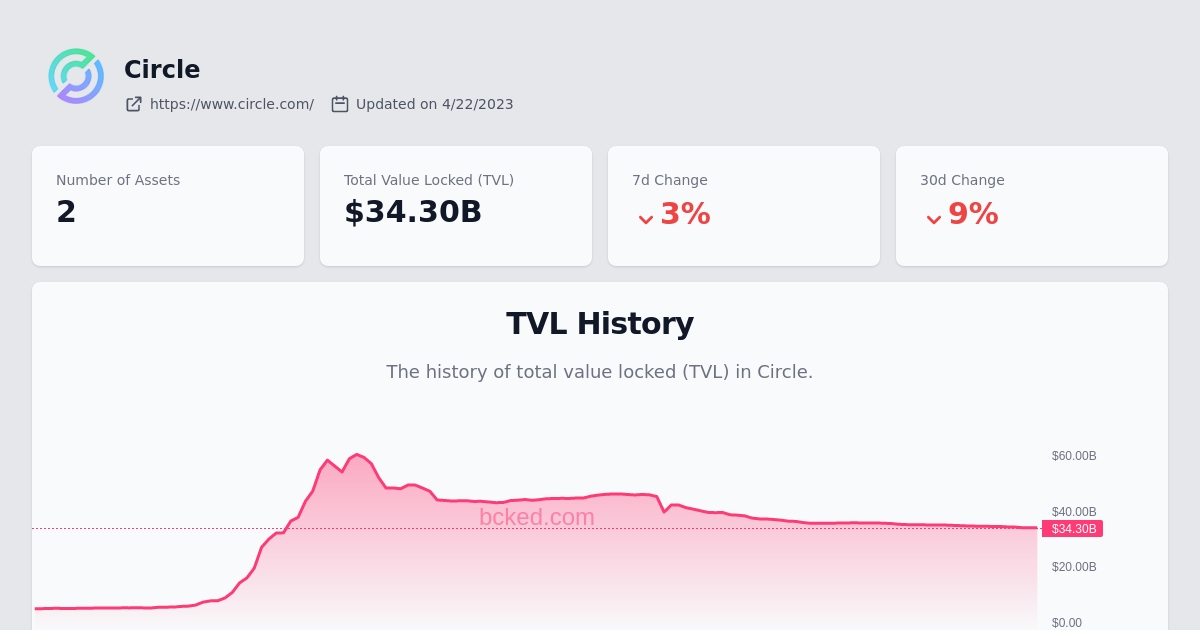 Circle
https://www.circle.com/ Updated on 4/22/2023
Number of Assets
2
Total Value Locked (TVL)
$34.30B
7d Change
3%
30d Change
9%
TVL History
The history of total value locked (TVL) in Circle.
$60.00B
bcked.com
$40.00B
$34.30B
$20.00B
$0.00